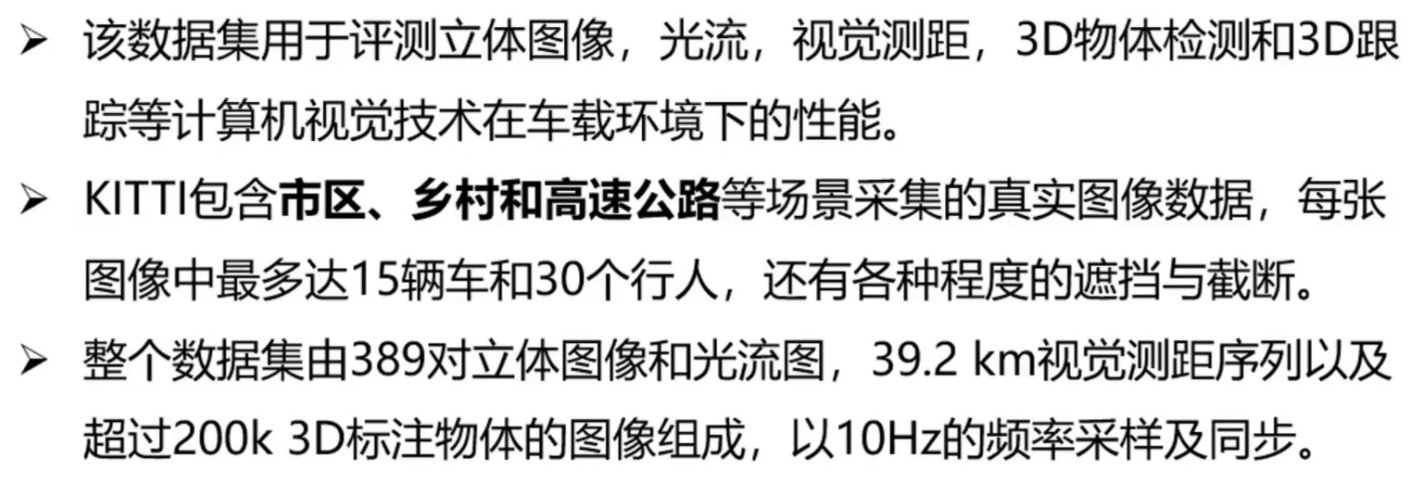 ➢ 该数据集用于评测立体图像，光流，视觉测距，3D物体检测和3D跟
踪等计算机视觉技术在车载环境下的性能。
➢ KITTI包含市区、乡村和高速公路等场景采集的真实图像数据，每张
图像中最多达15辆车和30个行人，还有各种程度的遮挡与截断。
➢ 整个数据集由389对立体图像和光流图，39.2 km视觉测距序列以及
超过200k 3D标注物体的图像组成，以10Hz的频率采样及同步。